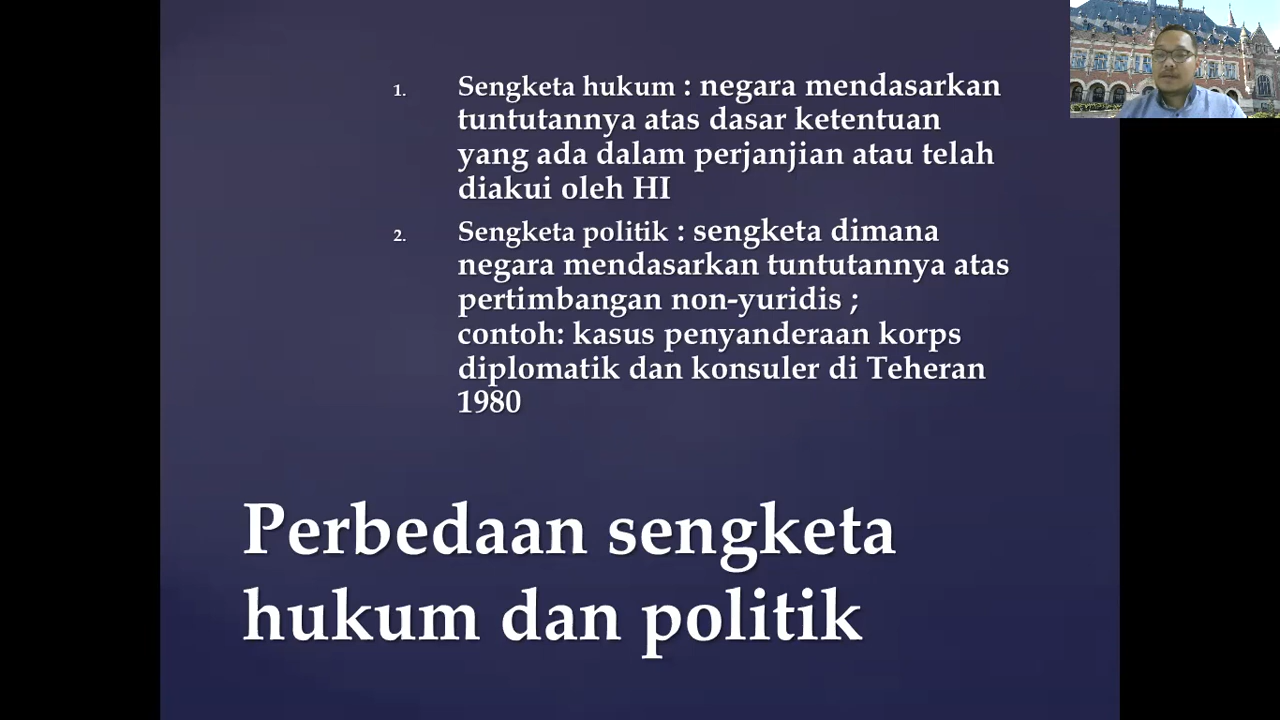 1. Sengketa hukum : negara mendasarkan
tuntutannya atas dasar ketentuan
yang ada dalam perjanjian atau telah
diakui oleh HI
2. Sengketa politik : sengketa dimana
negara mendasarkan tuntutannya atas
pertimbangan non-yuridis ;
contoh: kasus penyanderaan korps
diplomatik dan konsuler di Teheran
1980
Perbedaan sengketa
hukum dan politik